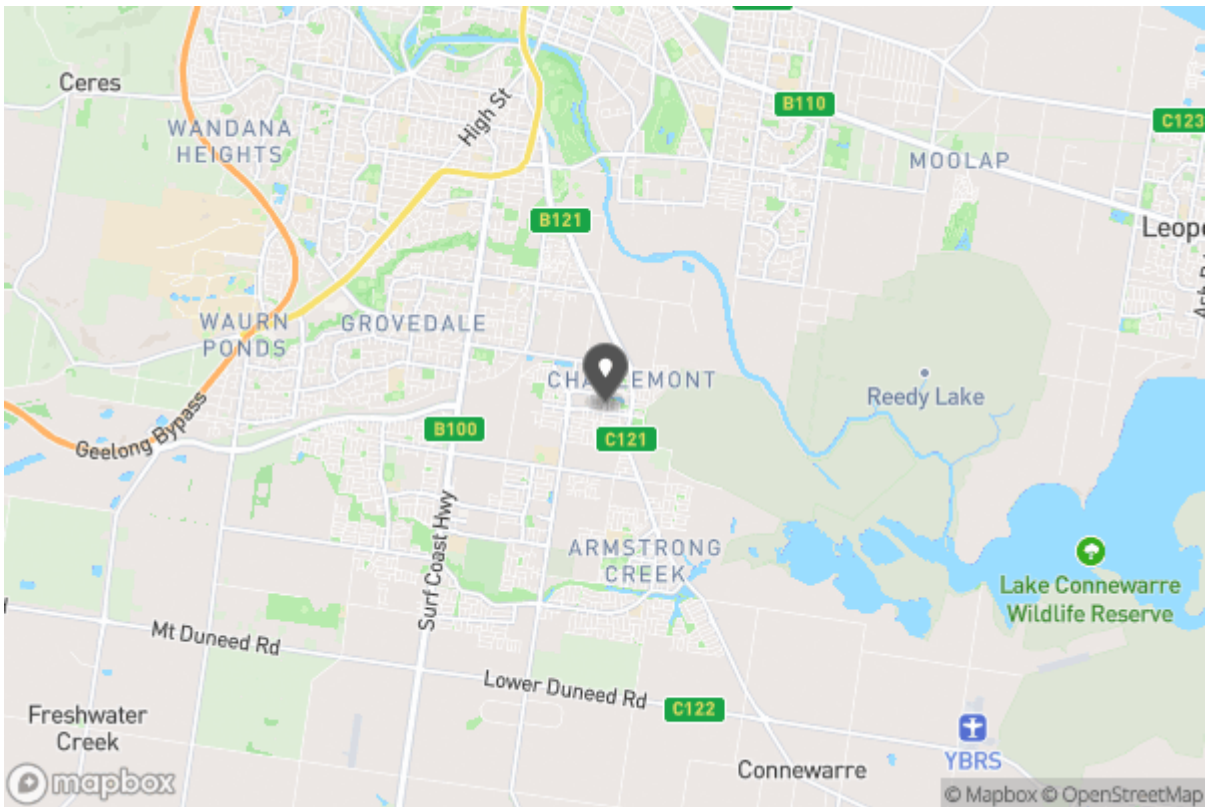 Ceres
WANDANA
HEIGHTS
High St
B110
C123
MOOLAP
B121
Leopo
WAURN
PONDS
GROVEDALE
Geelong Bypass
B100
C121
Reedy Lake
Surf Coast Hwy
ARMSTRONG
CREEK
Lake Connewarre
Wildlife Reserve
Mt Duneed Rd
Lower Duneed Rd
C122
Freshwater
Creek
YBRS
Connewarre
mapbox
© Mapbox © OpenStreetMap